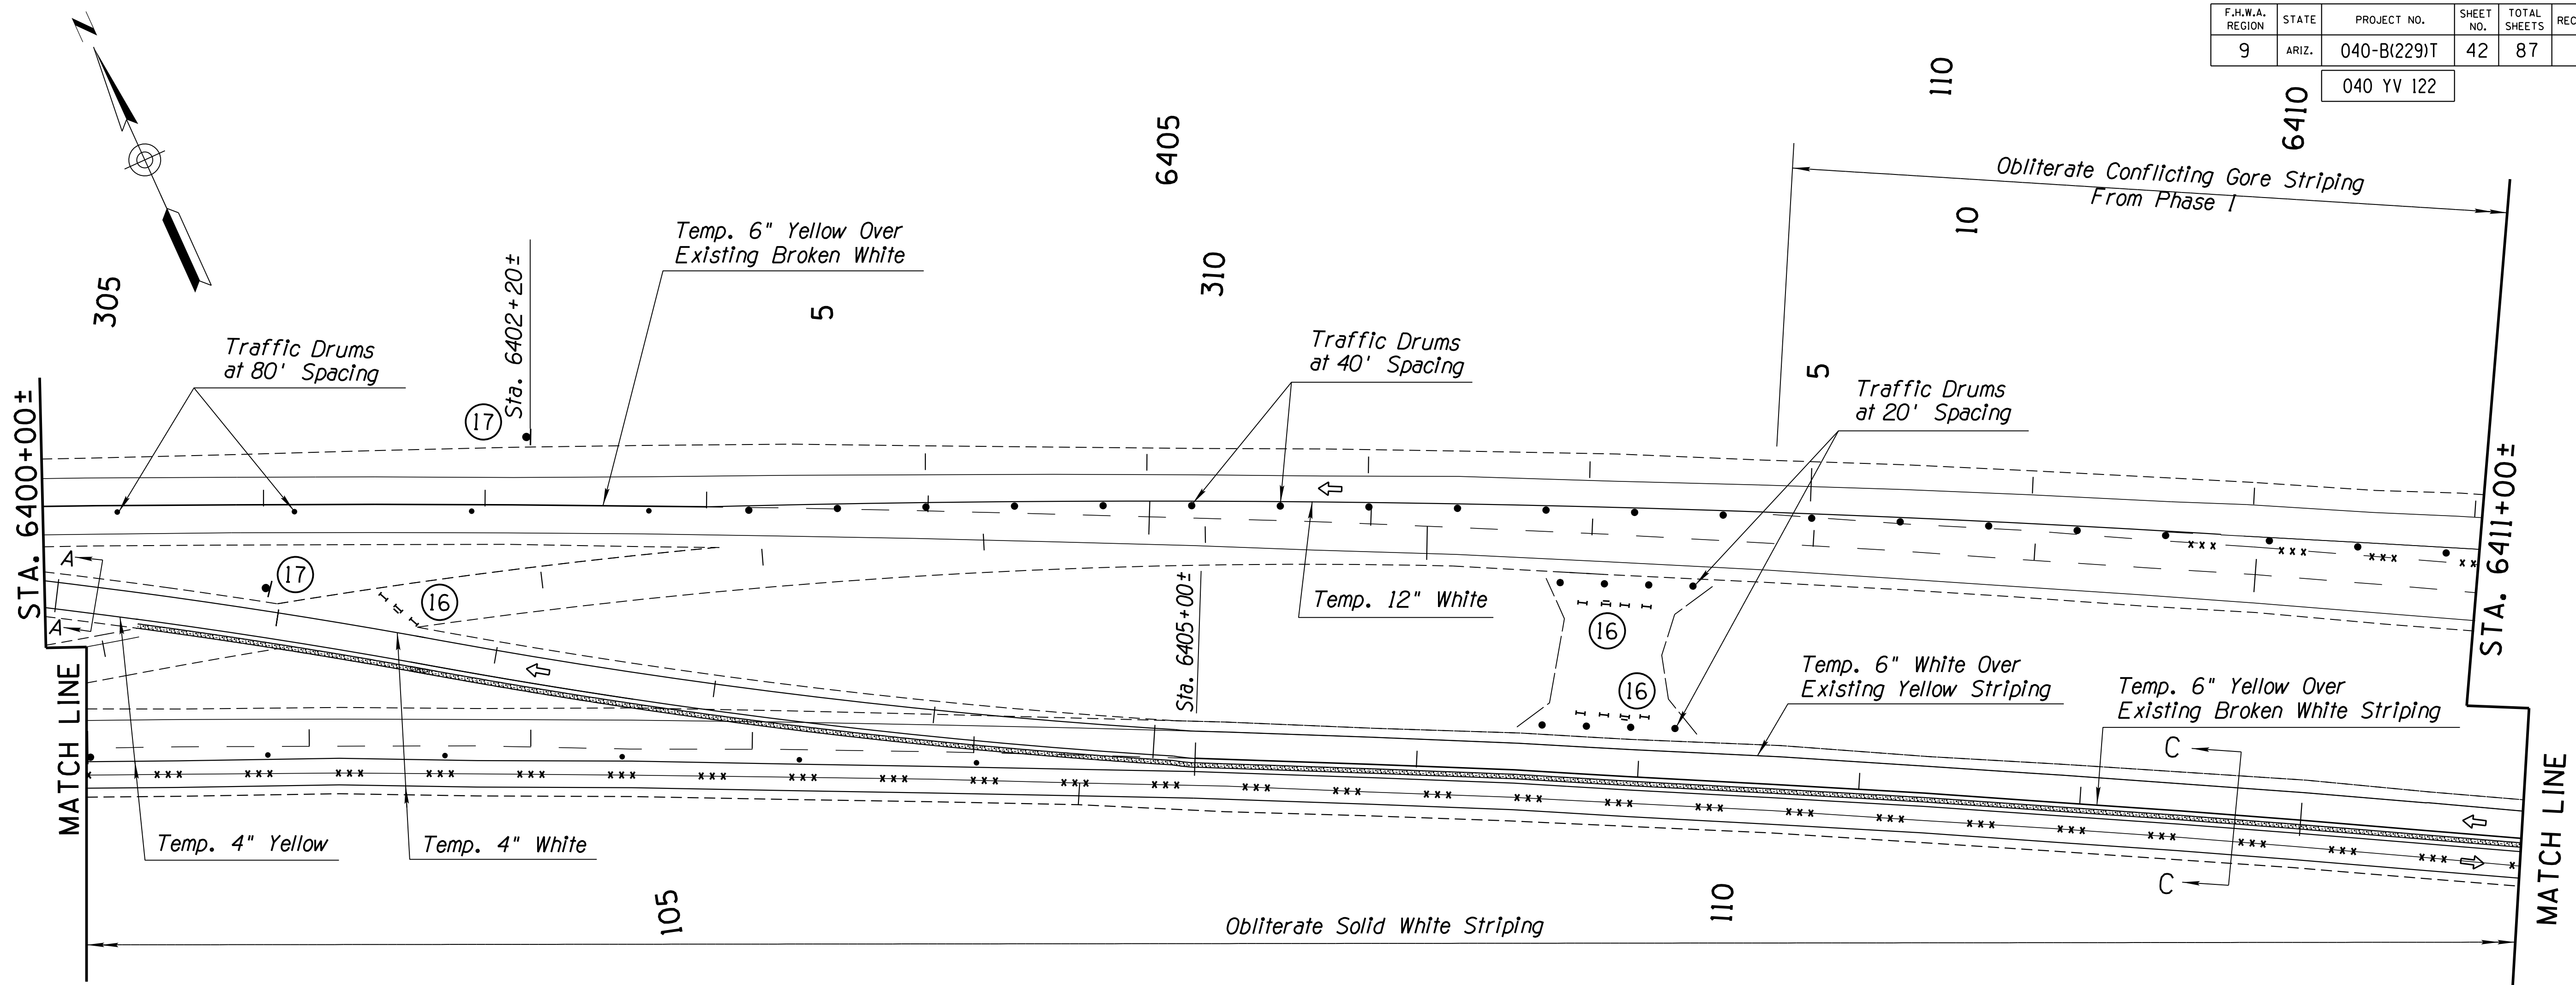 F.H.W.A. REGION STATE PROJECT NO. SHEET NO. TOTAL SHEETS REC
9 ARIZ. 040-B(229)T 42 87
040 YV 122
N
305
5
6405
310
110
10
6410
5
Obliterate Conflicting Gore Striping
From Phase I
Temp. 6" Yellow Over
Existing Broken White
Sta. 6402+20±
Traffic Drums
at 80' Spacing
Traffic Drums
at 40' Spacing
Traffic Drums
at 20' Spacing
17
STA. 6400+00±
STA. 6411+00±
A
A
17
16
Sta. 6405+00±
Temp. 12" White
16
16
Temp. 6" White Over
Existing Yellow Striping
Temp. 6" Yellow Over
Existing Broken White Striping
C
C
MATCH LINE
MATCH LINE
Temp. 4" Yellow
Temp. 4" White
105
110
Obliterate Solid White Striping